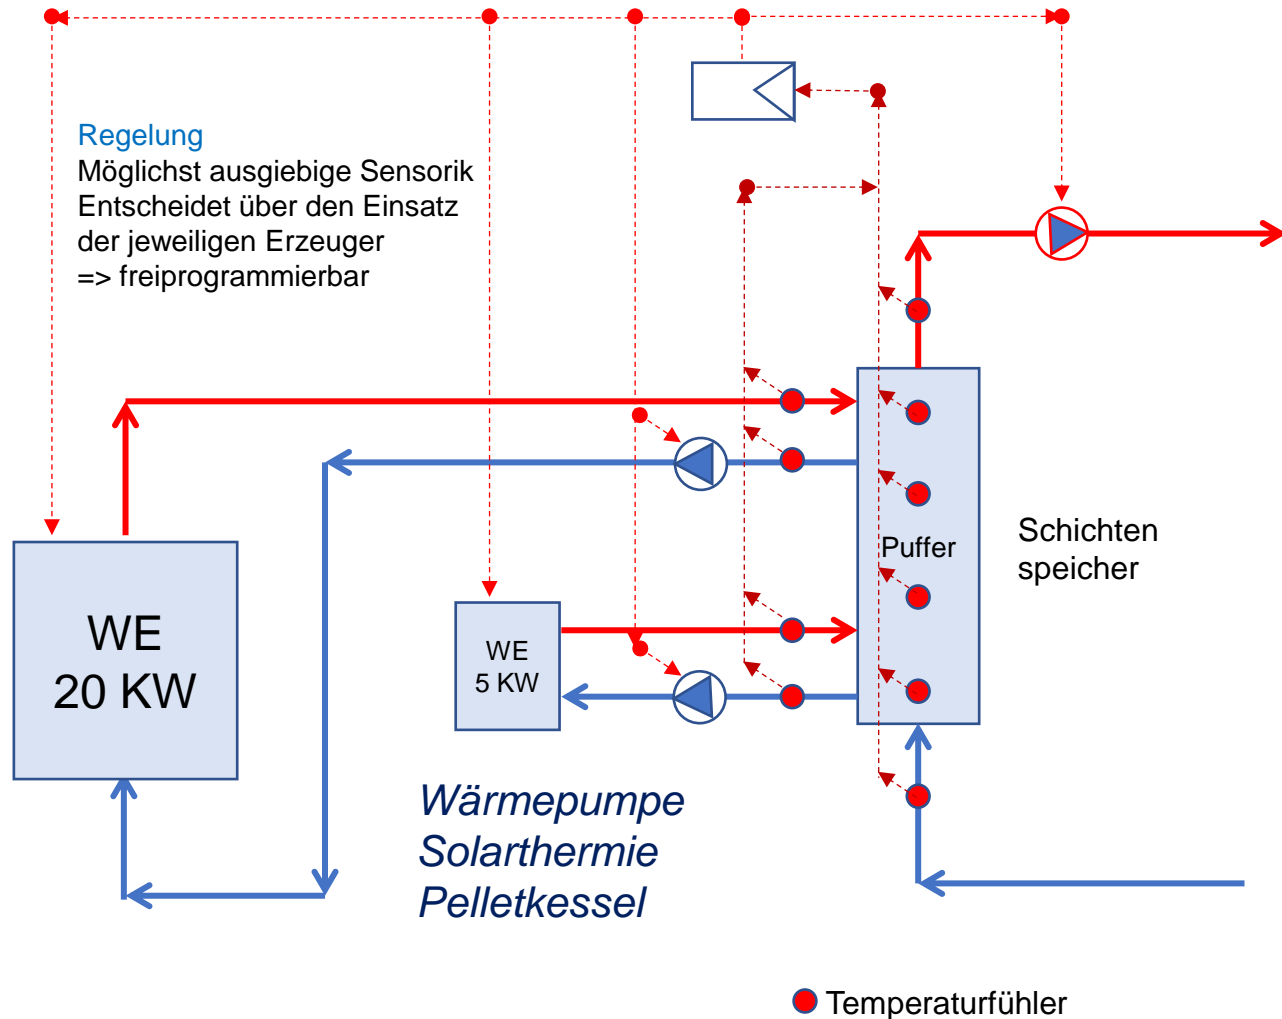 Regelung
Möglichst ausgiebige Sensorik
Entscheidet über den Einsatz
der jeweiligen Erzeuger
=> freiprogrammierbar
Puffer
Schichten
speicher
WE
20 KW
WE
5 KW
Wärmepumpe
Solarthermie
Pelletkessel
Temperaturfühler